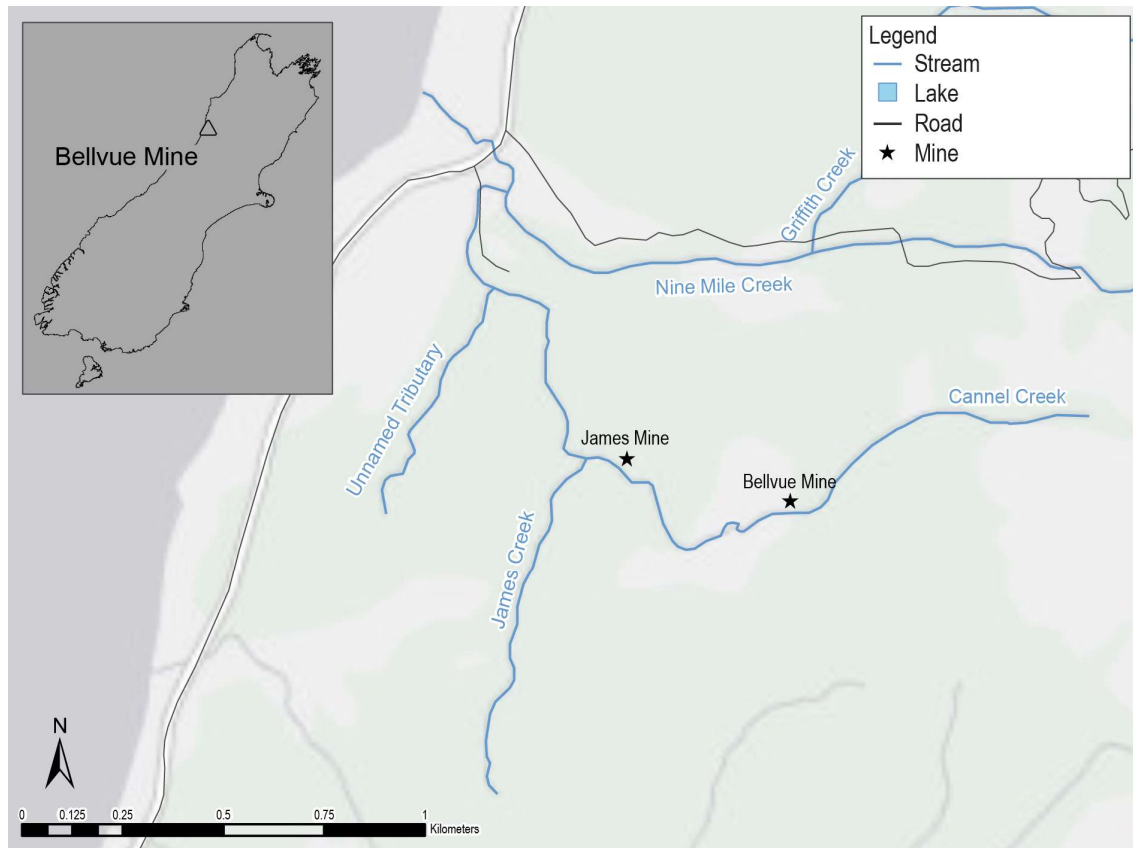 Bellvue Mine
Legend
Stream
Lake
Road
Mine
Griffith Creek
Nine Mile Creek
Unnamed Tributary
Cannel Creek
James Mine
Bellvue Mine
James Creek
N
0 0.125 0.25 0.5 0.75 1
Kilometers